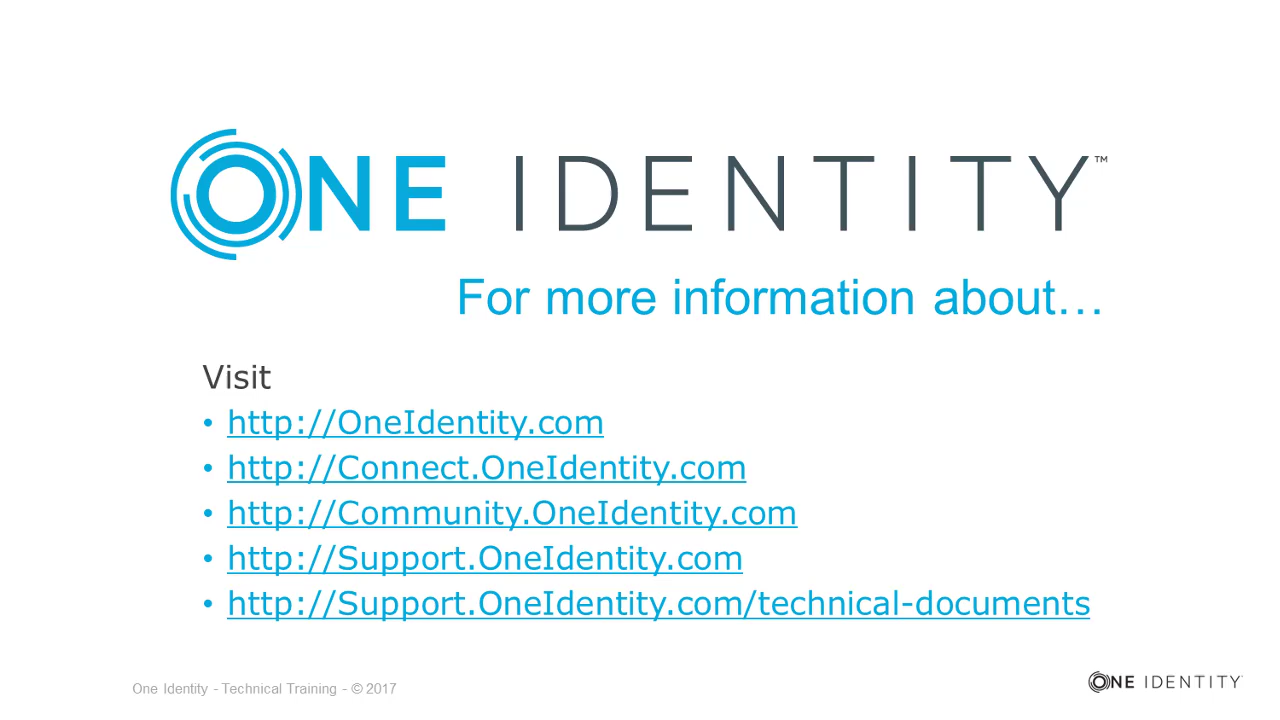 ONE IDENTITY™
For more information about…
Visit
• http://OneIdentity.com
• http://Connect.OneIdentity.com
• http://Community.OneIdentity.com
• http://Support.OneIdentity.com
• http://Support.OneIdentity.com/technical-documents
One Identity - Technical Training - © 2017
ONE IDENTITY